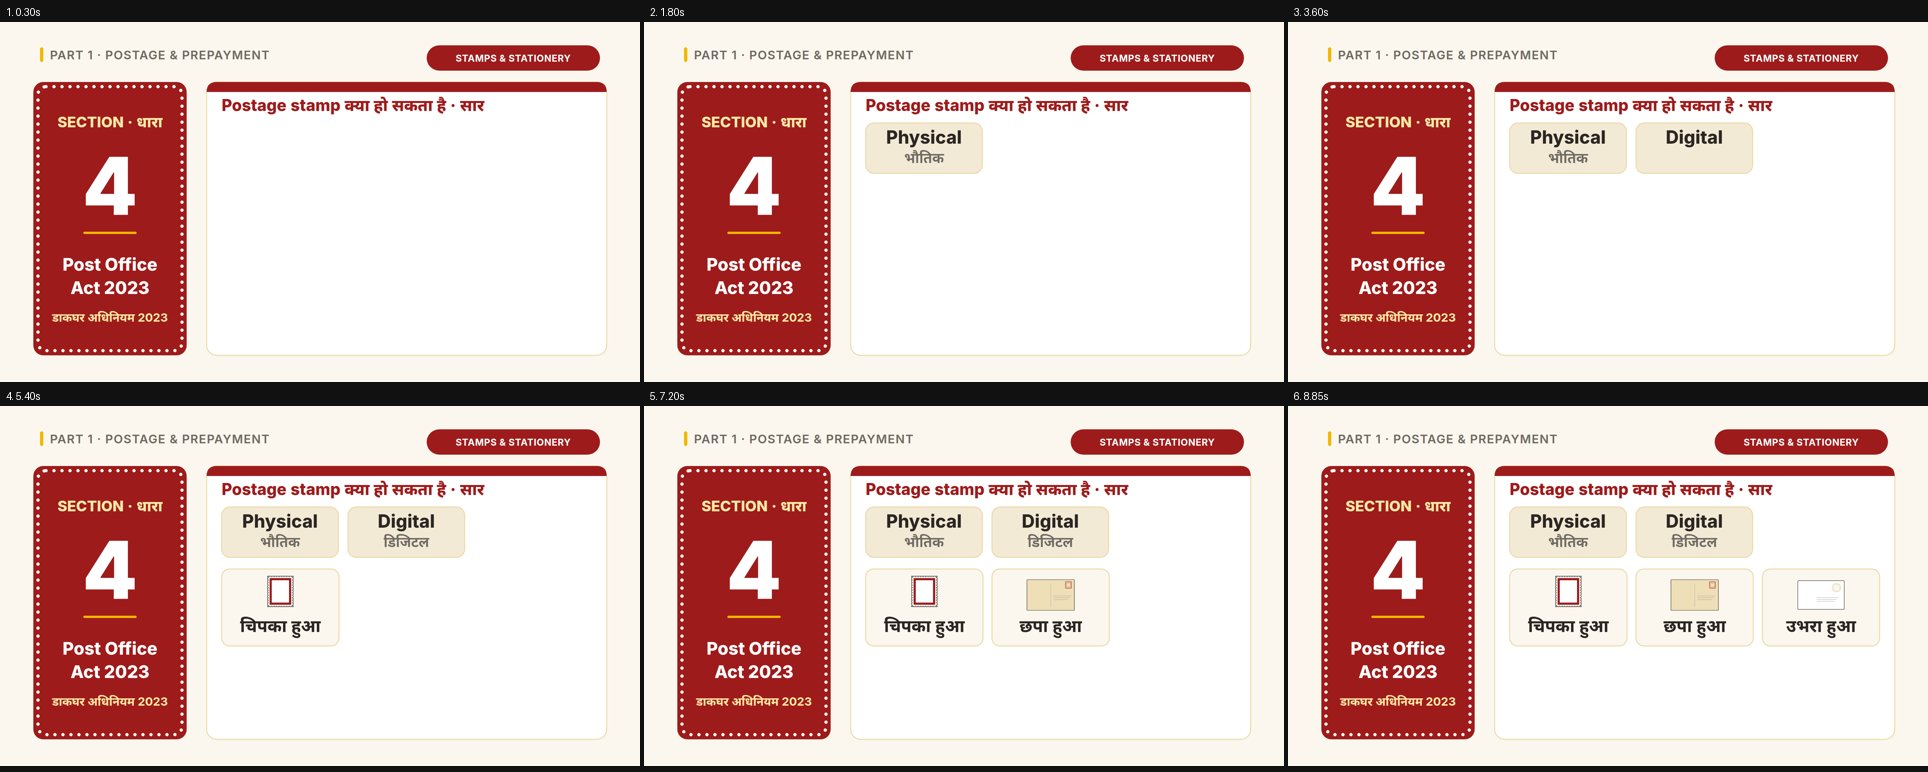 1. 0.30s
PART 1 · POSTAGE & PREPAYMENT
STAMPS & STATIONERY
SECTION · धारा
4
Post Office
Act 2023
डाकघर अधिनियम 2023
Postage stamp क्या हो सकता है · सार
2. 1.80s
PART 1 · POSTAGE & PREPAYMENT
STAMPS & STATIONERY
SECTION · धारा
4
Post Office
Act 2023
डाकघर अधिनियम 2023
Postage stamp क्या हो सकता है · सार
Physical
भौतिक
3. 3.60s
PART 1 · POSTAGE & PREPAYMENT
STAMPS & STATIONERY
SECTION · धारा
4
Post Office
Act 2023
डाकघर अधिनियम 2023
Postage stamp क्या हो सकता है · सार
Physical
भौतिक
Digital
4. 5.40s
PART 1 · POSTAGE & PREPAYMENT
STAMPS & STATIONERY
SECTION · धारा
4
Post Office
Act 2023
डाकघर अधिनियम 2023
Postage stamp क्या हो सकता है · सार
Physical
भौतिक
Digital
डिजिटल
चिपका हुआ
5. 7.20s
PART 1 · POSTAGE & PREPAYMENT
STAMPS & STATIONERY
SECTION · धारा
4
Post Office
Act 2023
डाकघर अधिनियम 2023
Postage stamp क्या हो सकता है · सार
Physical
भौतिक
Digital
डिजिटल
चिपका हुआ
छपा हुआ
6. 8.85s
PART 1 · POSTAGE & PREPAYMENT
STAMPS & STATIONERY
SECTION · धारा
4
Post Office
Act 2023
डाकघर अधिनियम 2023
Postage stamp क्या हो सकता है · सार
Physical
भौतिक
Digital
डिजिटल
चिपका हुआ
छपा हुआ
उभरा हुआ